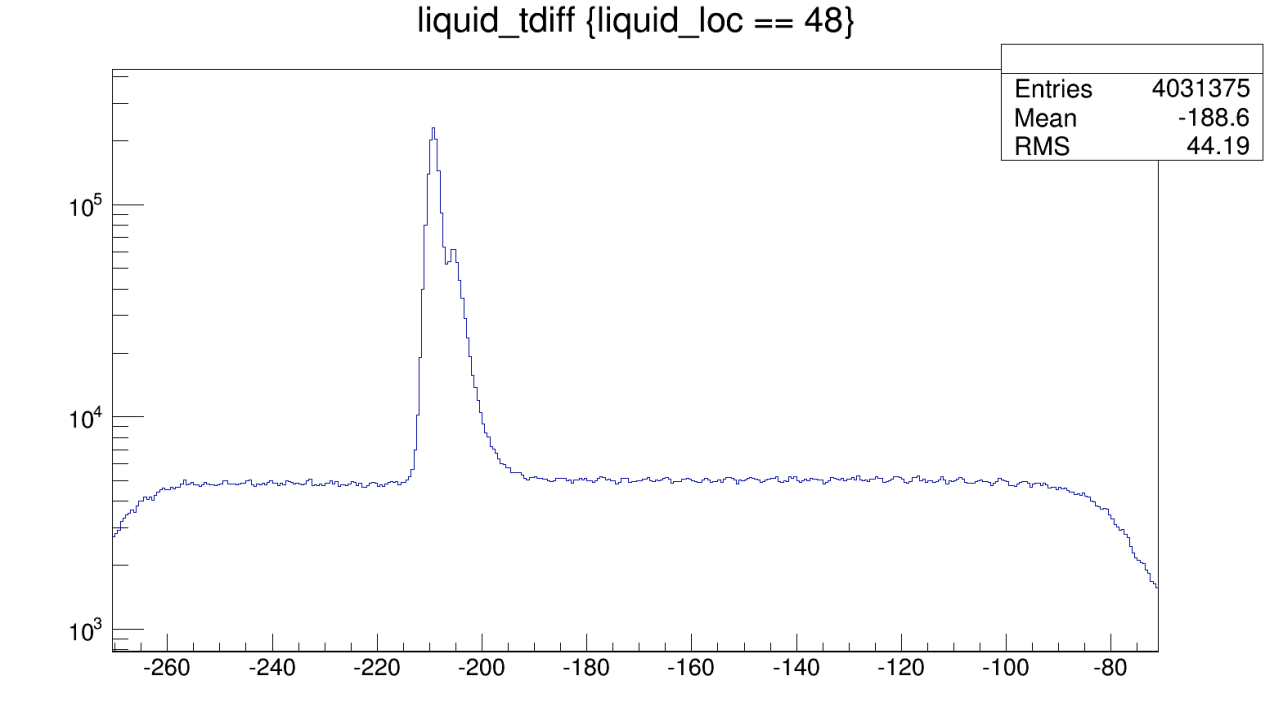 liquid_tdiff {liquid_loc == 48}
Entries 4031375
Mean -188.6
RMS 44.19
10^5
10^4
10^3
-260 -240 -220 -200 -180 -160 -140 -120 -100 -80